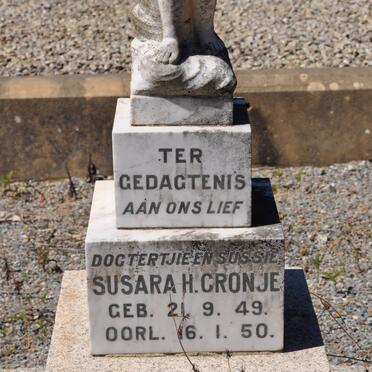 TER
GEDAGTENIS
AAN ONS LIEF
DOGTERTJIE EN SUSSIE
SUSARA H. CRONJE
GEB. 21. 9. 49.
OORL. 16. 1. 50.